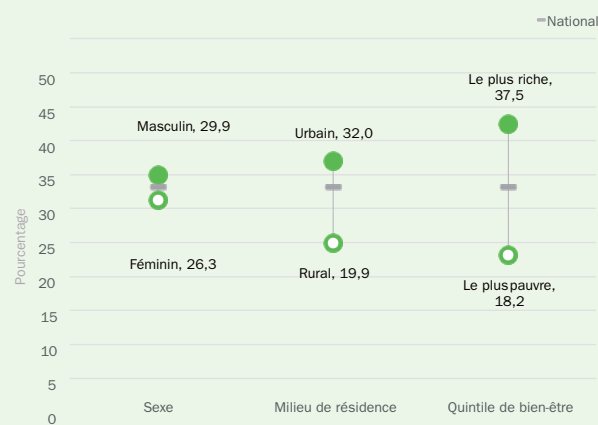 National
50
45
40
35
30
25
20
15
10
5
0
Pourcentage
Le plus riche,
37,5
Masculin, 29,9
Urbain, 32,0
Féminin, 26,3
Rural, 19,9
Le plus pauvre,
18,2
Sexe
Milieu de résidence
Quintile de bien-être